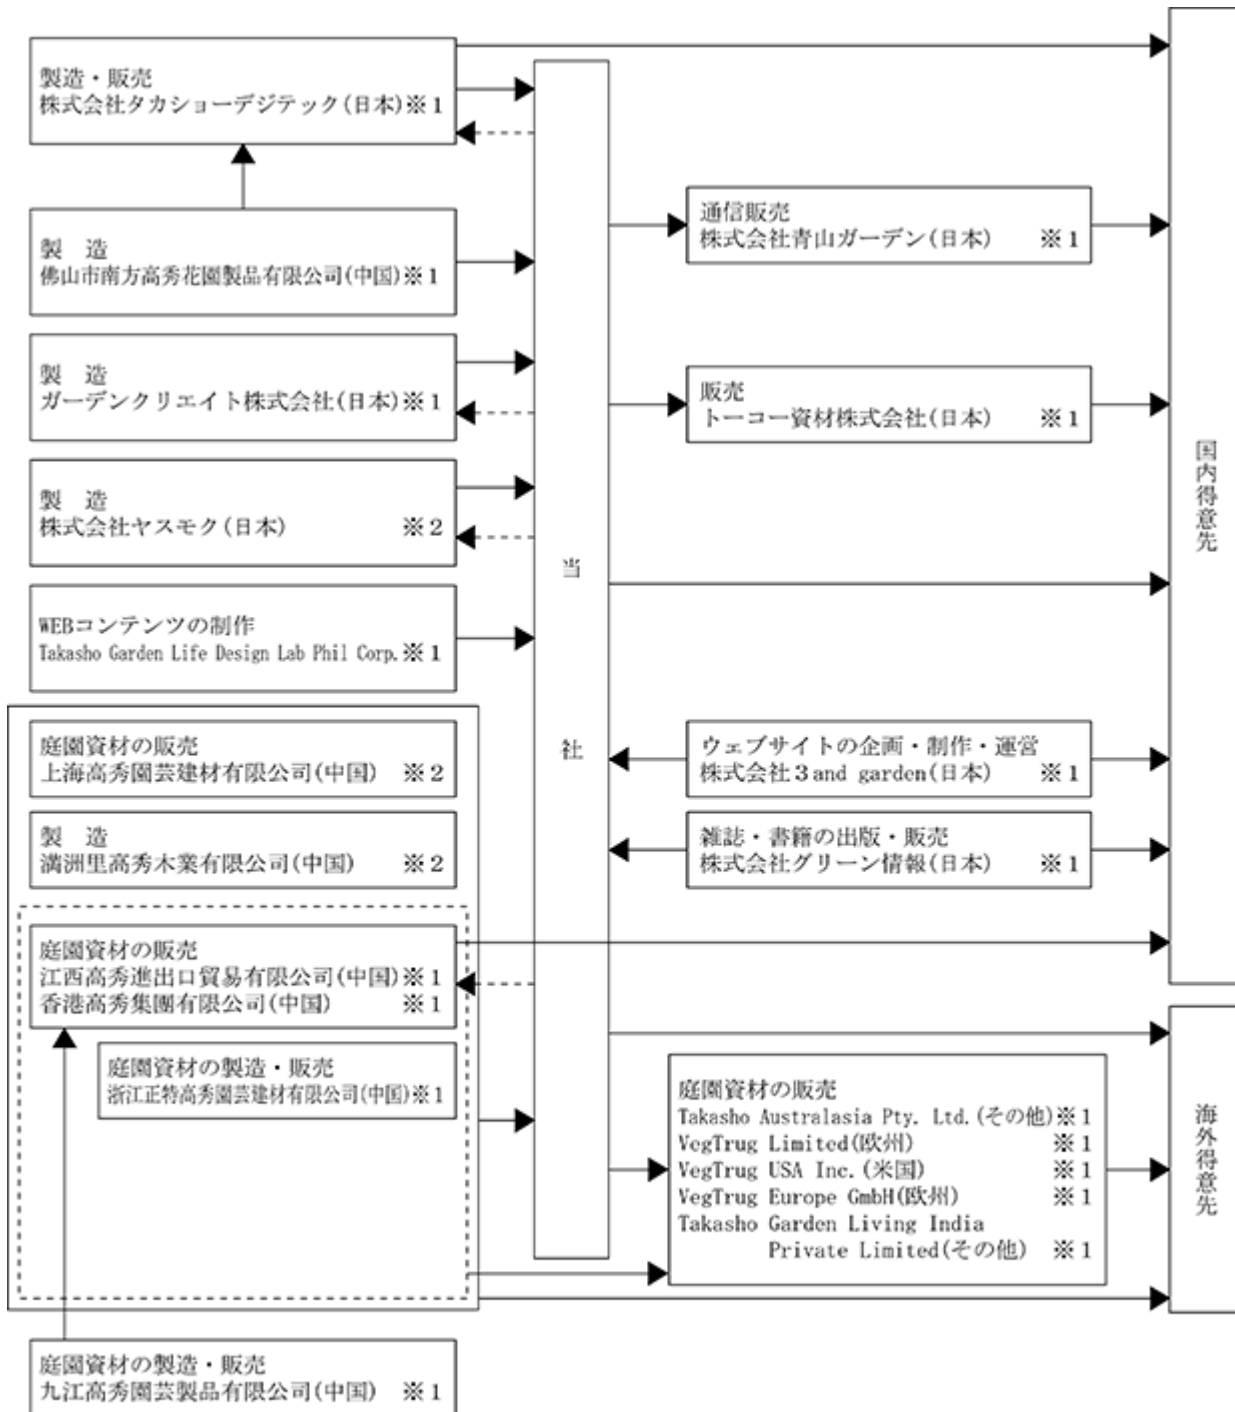 製造・販売
株式会社タカショーデジテック(日本)※1
製　造
佛山市南方高秀花園製品有限公司(中国)※1
製　造
ガーデンクリエイト株式会社(日本)※1
製　造
株式会社ヤスモク(日本)　※2
WEBコンテンツの制作
Takasho Garden Life Design Lab Phil Corp.※1
庭園資材の販売
上海高秀園芸建材有限公司(中国)　※2
製　造
満洲里高秀木業有限公司(中国)　※2
庭園資材の販売
江西高秀進出口貿易有限公司(中国)※1
香港高秀集團有限公司(中国)　※1
庭園資材の製造・販売
浙江正特高秀園芸建材有限公司(中国)※1
庭園資材の製造・販売
九江高秀園芸製品有限公司(中国)　※1
当社
通信販売
株式会社青山ガーデン(日本)　※1
販売
トーコー資材株式会社(日本)　※1
ウェブサイトの企画・制作・運営
株式会社3and garden(日本)　※1
雑誌・書籍の出版・販売
株式会社グリーン情報(日本)　※1
庭園資材の販売
Takasho Australasia Pty. Ltd.(その他)※1
VegTrug Limited(欧州)　※1
VegTrug USA Inc.(米国)　※1
VegTrug Europe GmbH(欧州)　※1
Takasho Garden Living India
Private Limited(その他)　※1
国内得意先
海外得意先